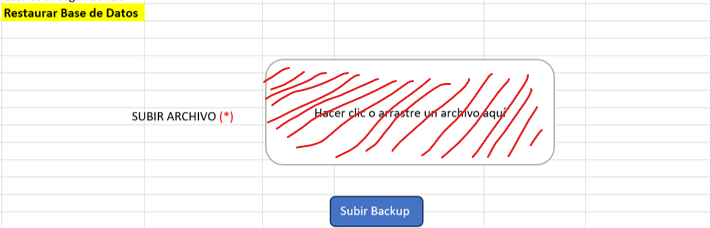 Restaurar Base de Datos
Hacer clic o arrastre un archivo aquí
SUBIR ARCHIVO (*)
Subir Backup